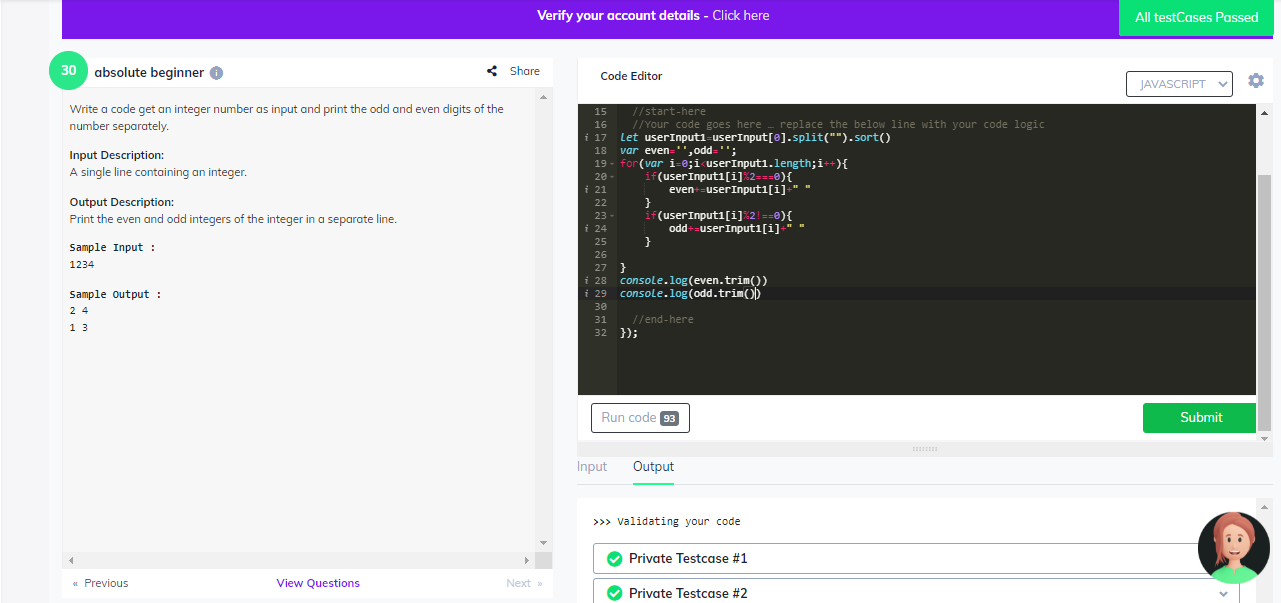 Verify your account details - Click here
All testCases Passed
30
absolute beginner
Share
Write a code get an integer number as input and print the odd and even digits of the
number separately.
Input Description:
A single line containing an integer.
Output Description:
Print the even and odd integers of the integer in a separate line.
Sample Input :
1234
Sample Output :
2 4
1 3
« Previous
View Questions
Next »
Code Editor
JAVASCRIPT
15 //start-here
16 //Your code goes here … replace the below line with your code logic
i 17 let userInput1=userInput[0].split("").sort()
18 var even='',odd='';
19 for(var i=0;i<userInput1.length;i++){
20 if(userInput1[i]%2===0){
i 21 even+=userInput1[i]+" "
22 }
23 if(userInput1[i]%2!==0){
i 24 odd+=userInput1[i]+" "
25 }
26
27 }
i 28 console.log(even.trim())
i 29 console.log(odd.trim())
30
31 //end-here
32 });
Run code 93
Submit
Input
Output
>>> Validating your code
Private Testcase #1
Private Testcase #2